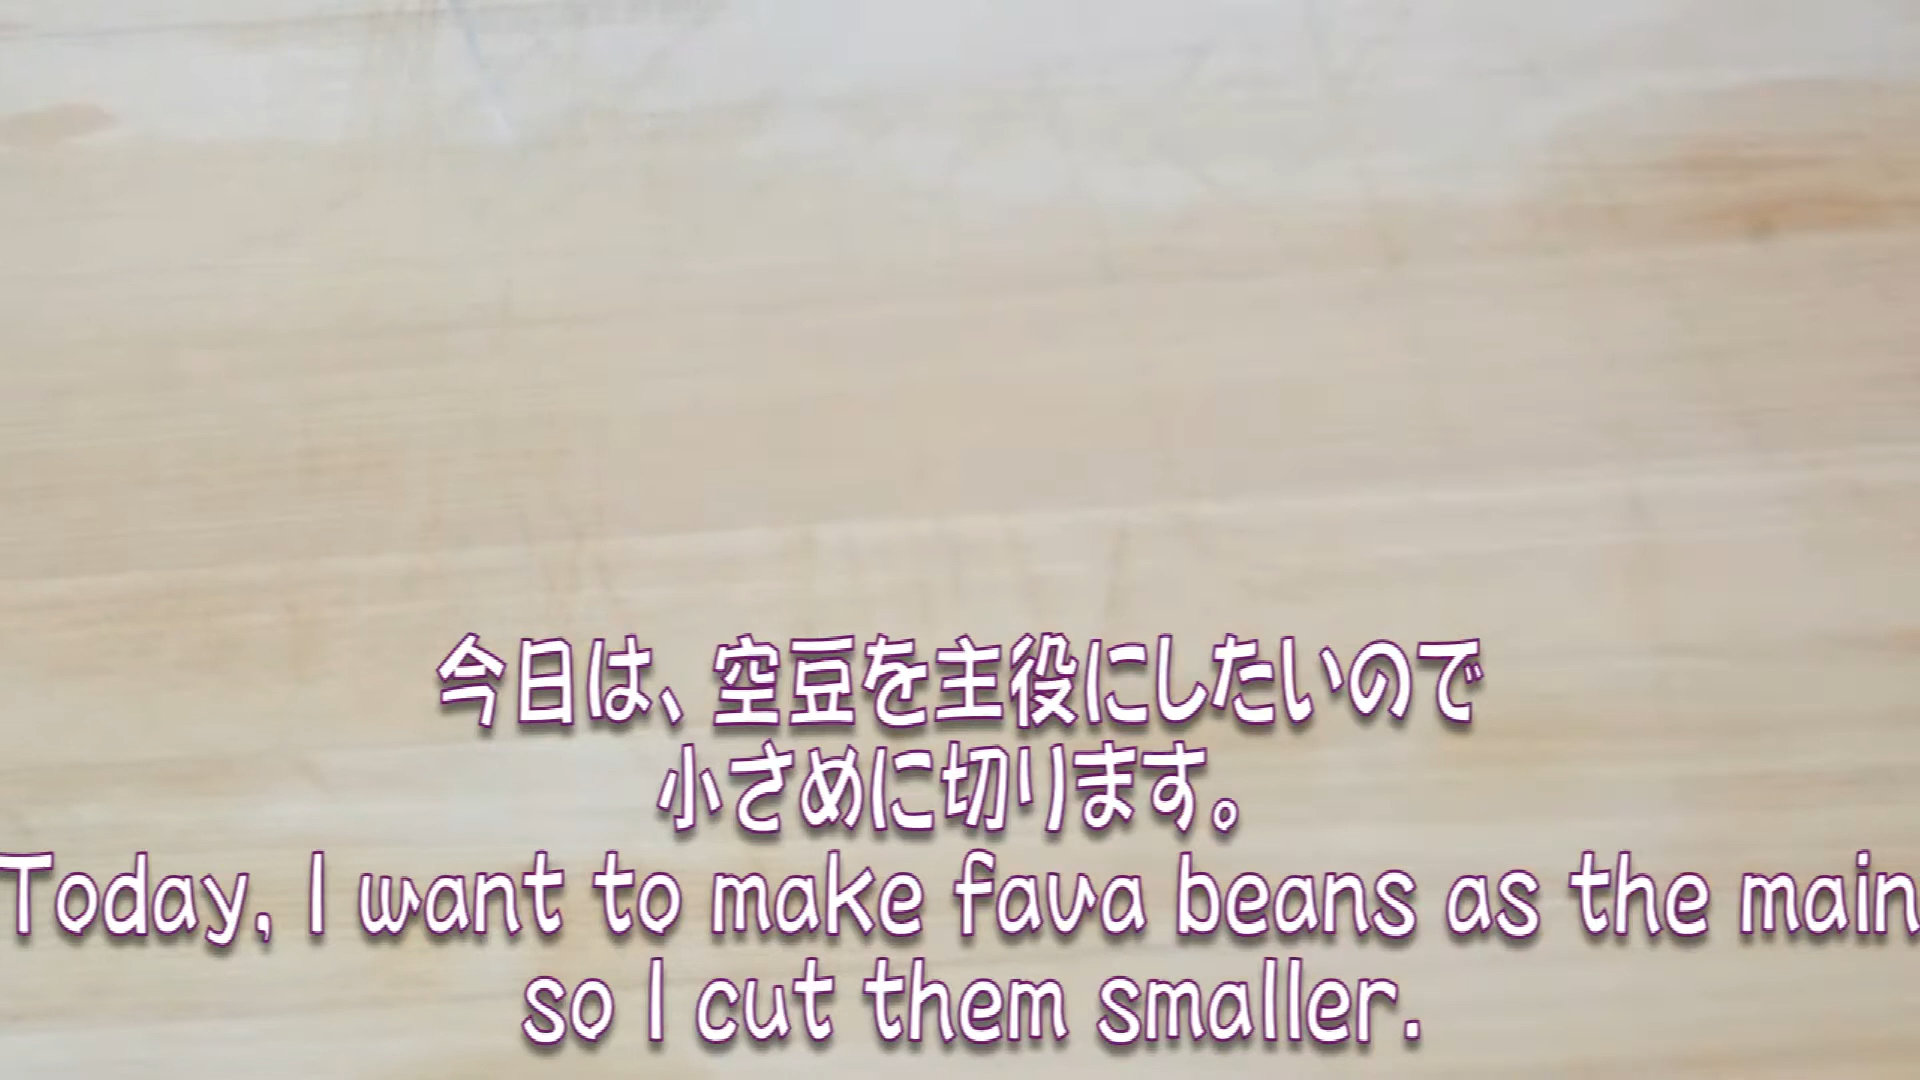 今日は、空豆を主役にしたいので
小さめに切ります。
Today, I want to make fava beans as the main
so I cut them smaller.